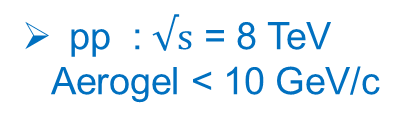 ➢ pp : √s = 8 TeV
Aerogel < 10 GeV/c